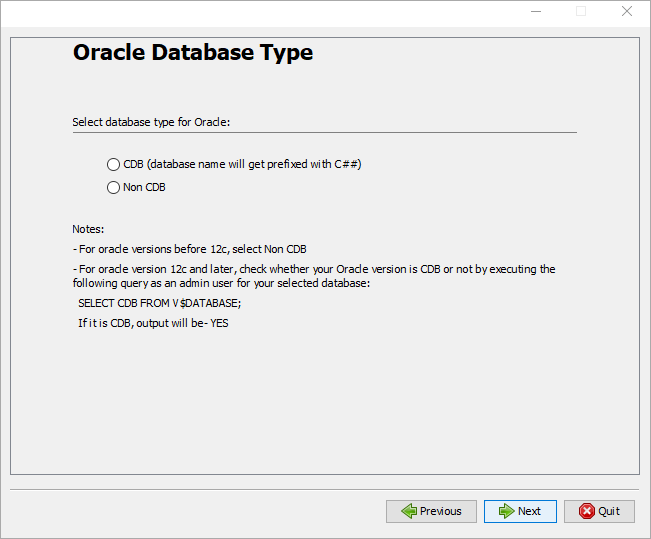 Oracle Database Type
Select database type for Oracle:
CDB (database name will get prefixed with C##)
Non CDB
Notes:
- For oracle versions before 12c, select Non CDB
- For oracle version 12c and later, check whether your Oracle version is CDB or not by executing the
following query as an admin user for your selected database:
SELECT CDB FROM V$DATABASE;
If it is CDB, output will be- YES
Previous
Next
Quit